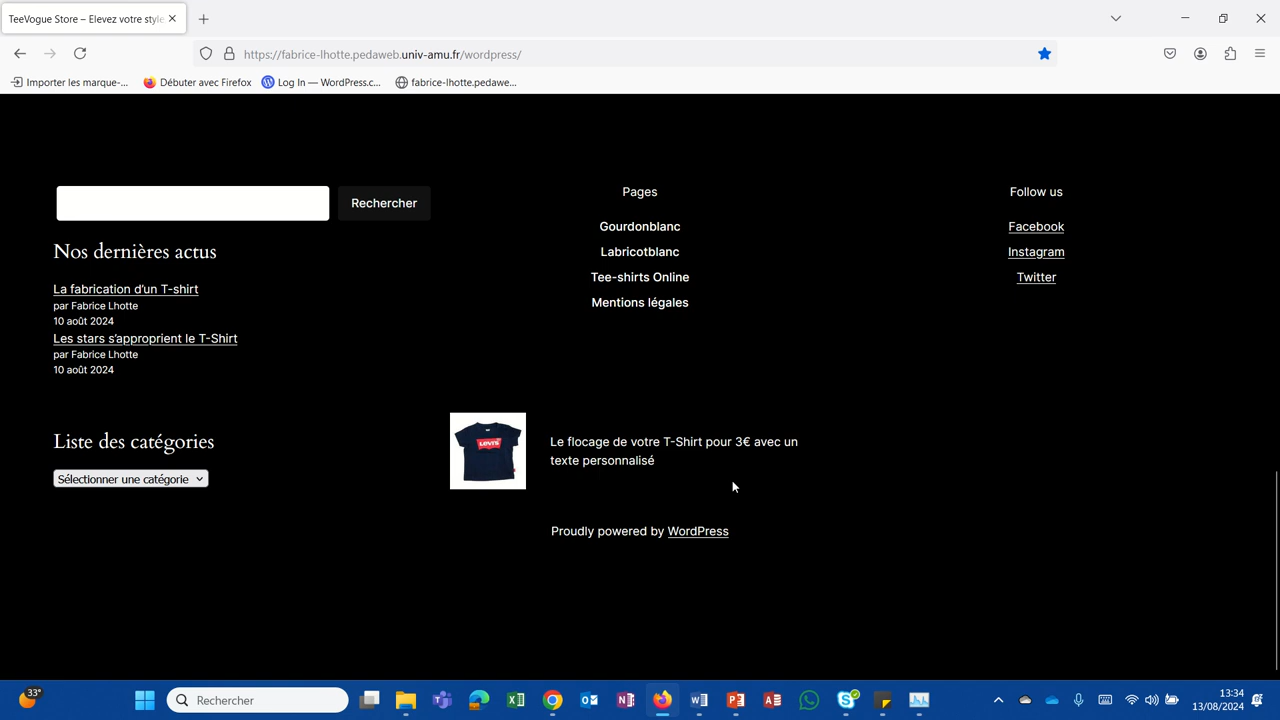 TeeVogue Store – Elevez votre style
https://fabrice-lhotte.pedaweb.univ-amu.fr/wordpress/
Importer les marque-... Débuter avec Firefox Log In — WordPress.c... fabrice-lhotte.pedawe...
Rechercher
Nos dernières actus
La fabrication d'un T-shirt
par Fabrice Lhotte
10 août 2024
Les stars s'approprient le T-Shirt
par Fabrice Lhotte
10 août 2024
Pages
Gourdonblanc
Labricotblanc
Tee-shirts Online
Mentions légales
Follow us
Facebook
Instagram
Twitter
Liste des catégories
Sélectionner une catégorie
LEVI'S
Le flocage de votre T-Shirt pour 3€ avec un
texte personnalisé
Proudly powered by WordPress
33°
Rechercher
13:34
13/08/2024